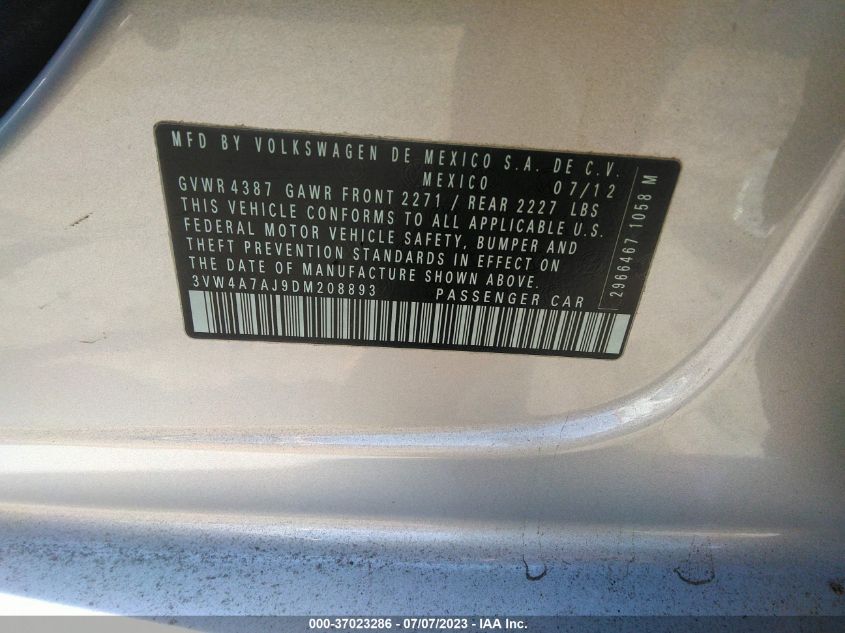 MFD BY VOLKSWAGEN DE MEXICO S.A. DE C.V.
MEXICO 07/12
GVWR 4387 GAWR FRONT 2271 / REAR 2227 LBS
THIS VEHICLE CONFORMS TO ALL APPLICABLE U.S.
FEDERAL MOTOR VEHICLE SAFETY, BUMPER AND
THEFT PREVENTION STANDARDS IN EFFECT ON
THE DATE OF MANUFACTURE SHOWN ABOVE.
3VW4A7AJ9DM208893 PASSENGER CAR
2966467 1058 M
000-37023286 - 07/07/2023 - IAA Inc.